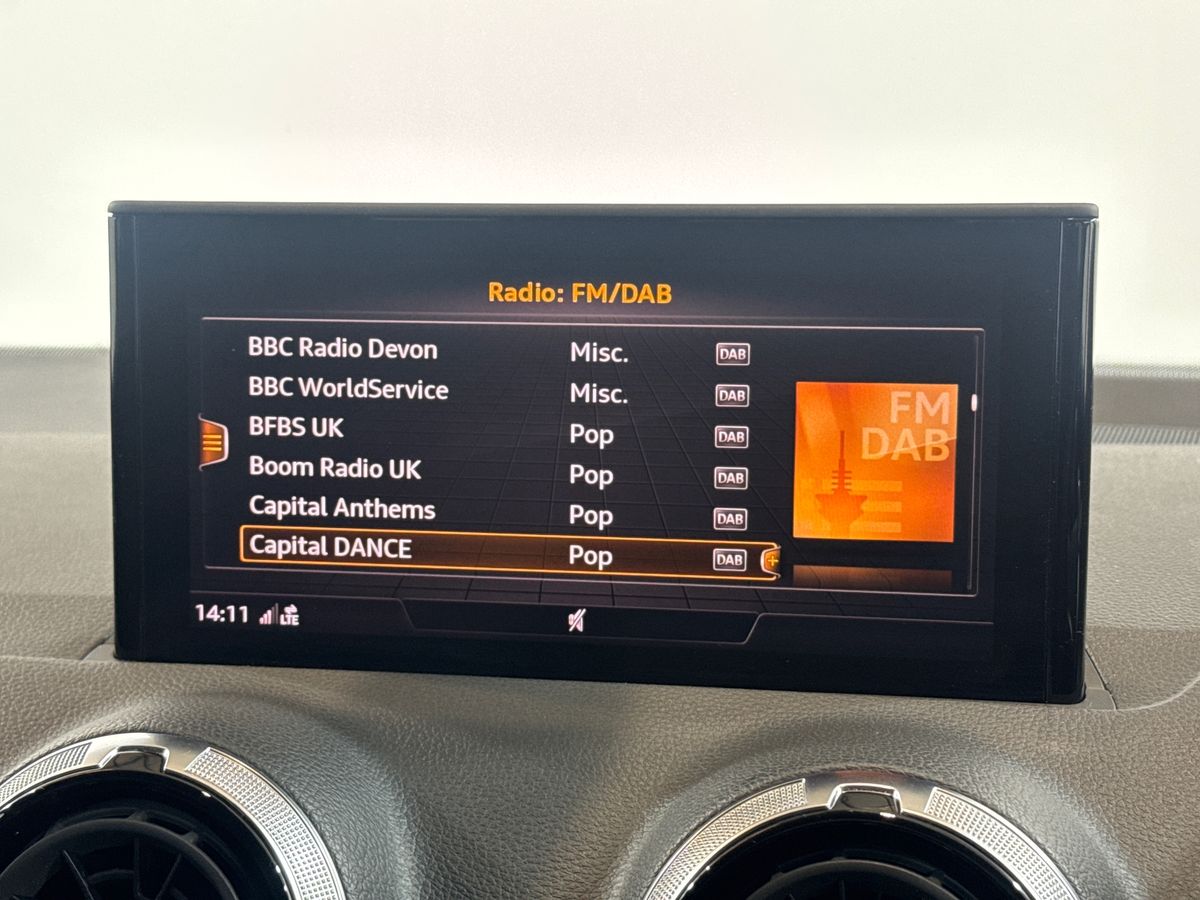 Radio: FM/DAB
BBC Radio Devon Misc. DAB
BBC WorldService Misc. DAB
BFBS UK Pop DAB
Boom Radio UK Pop DAB
Capital Anthems Pop DAB
Capital DANCE Pop DAB
FM
DAB
14:11 LTE